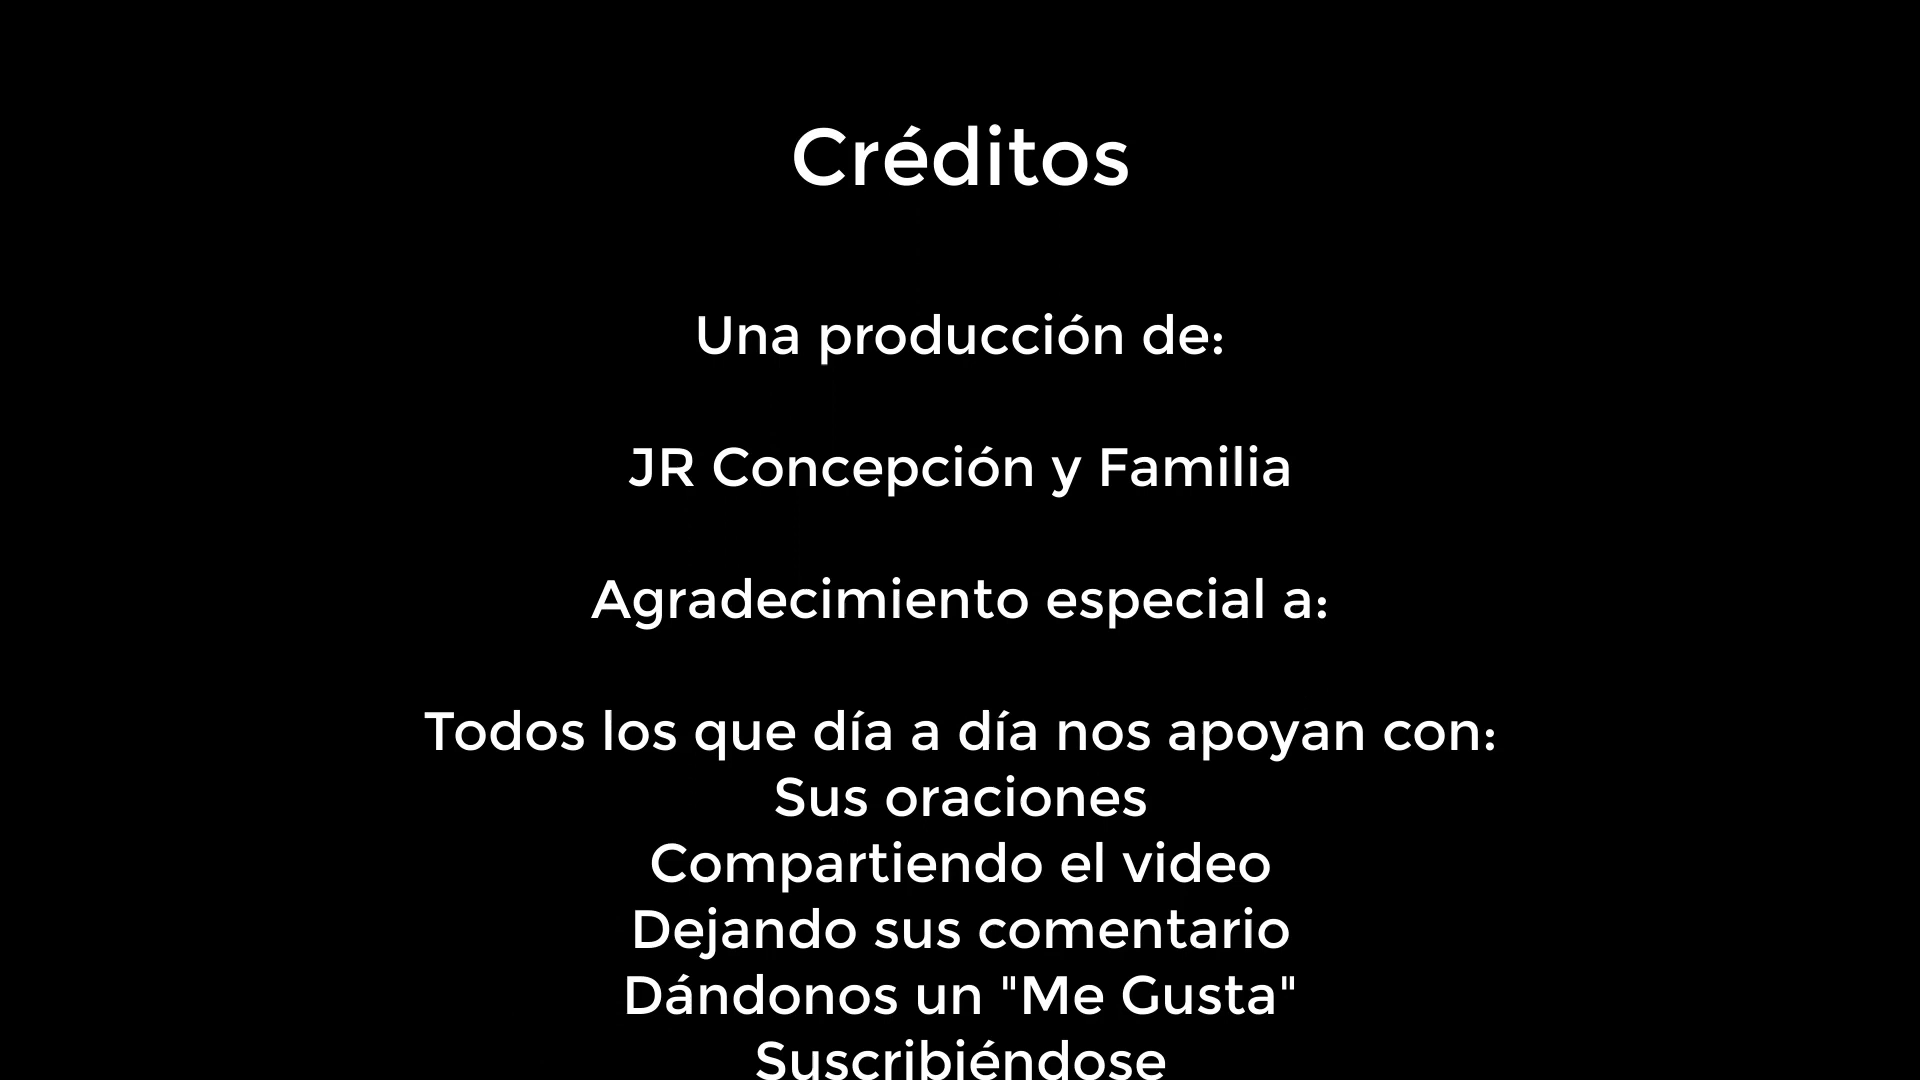 Créditos
Una producción de:
JR Concepción y Familia
Agradecimiento especial a:
Todos los que día a día nos apoyan con:
Sus oraciones
Compartiendo el video
Dejando sus comentario
Dándonos un "Me Gusta"
Suscribiéndose